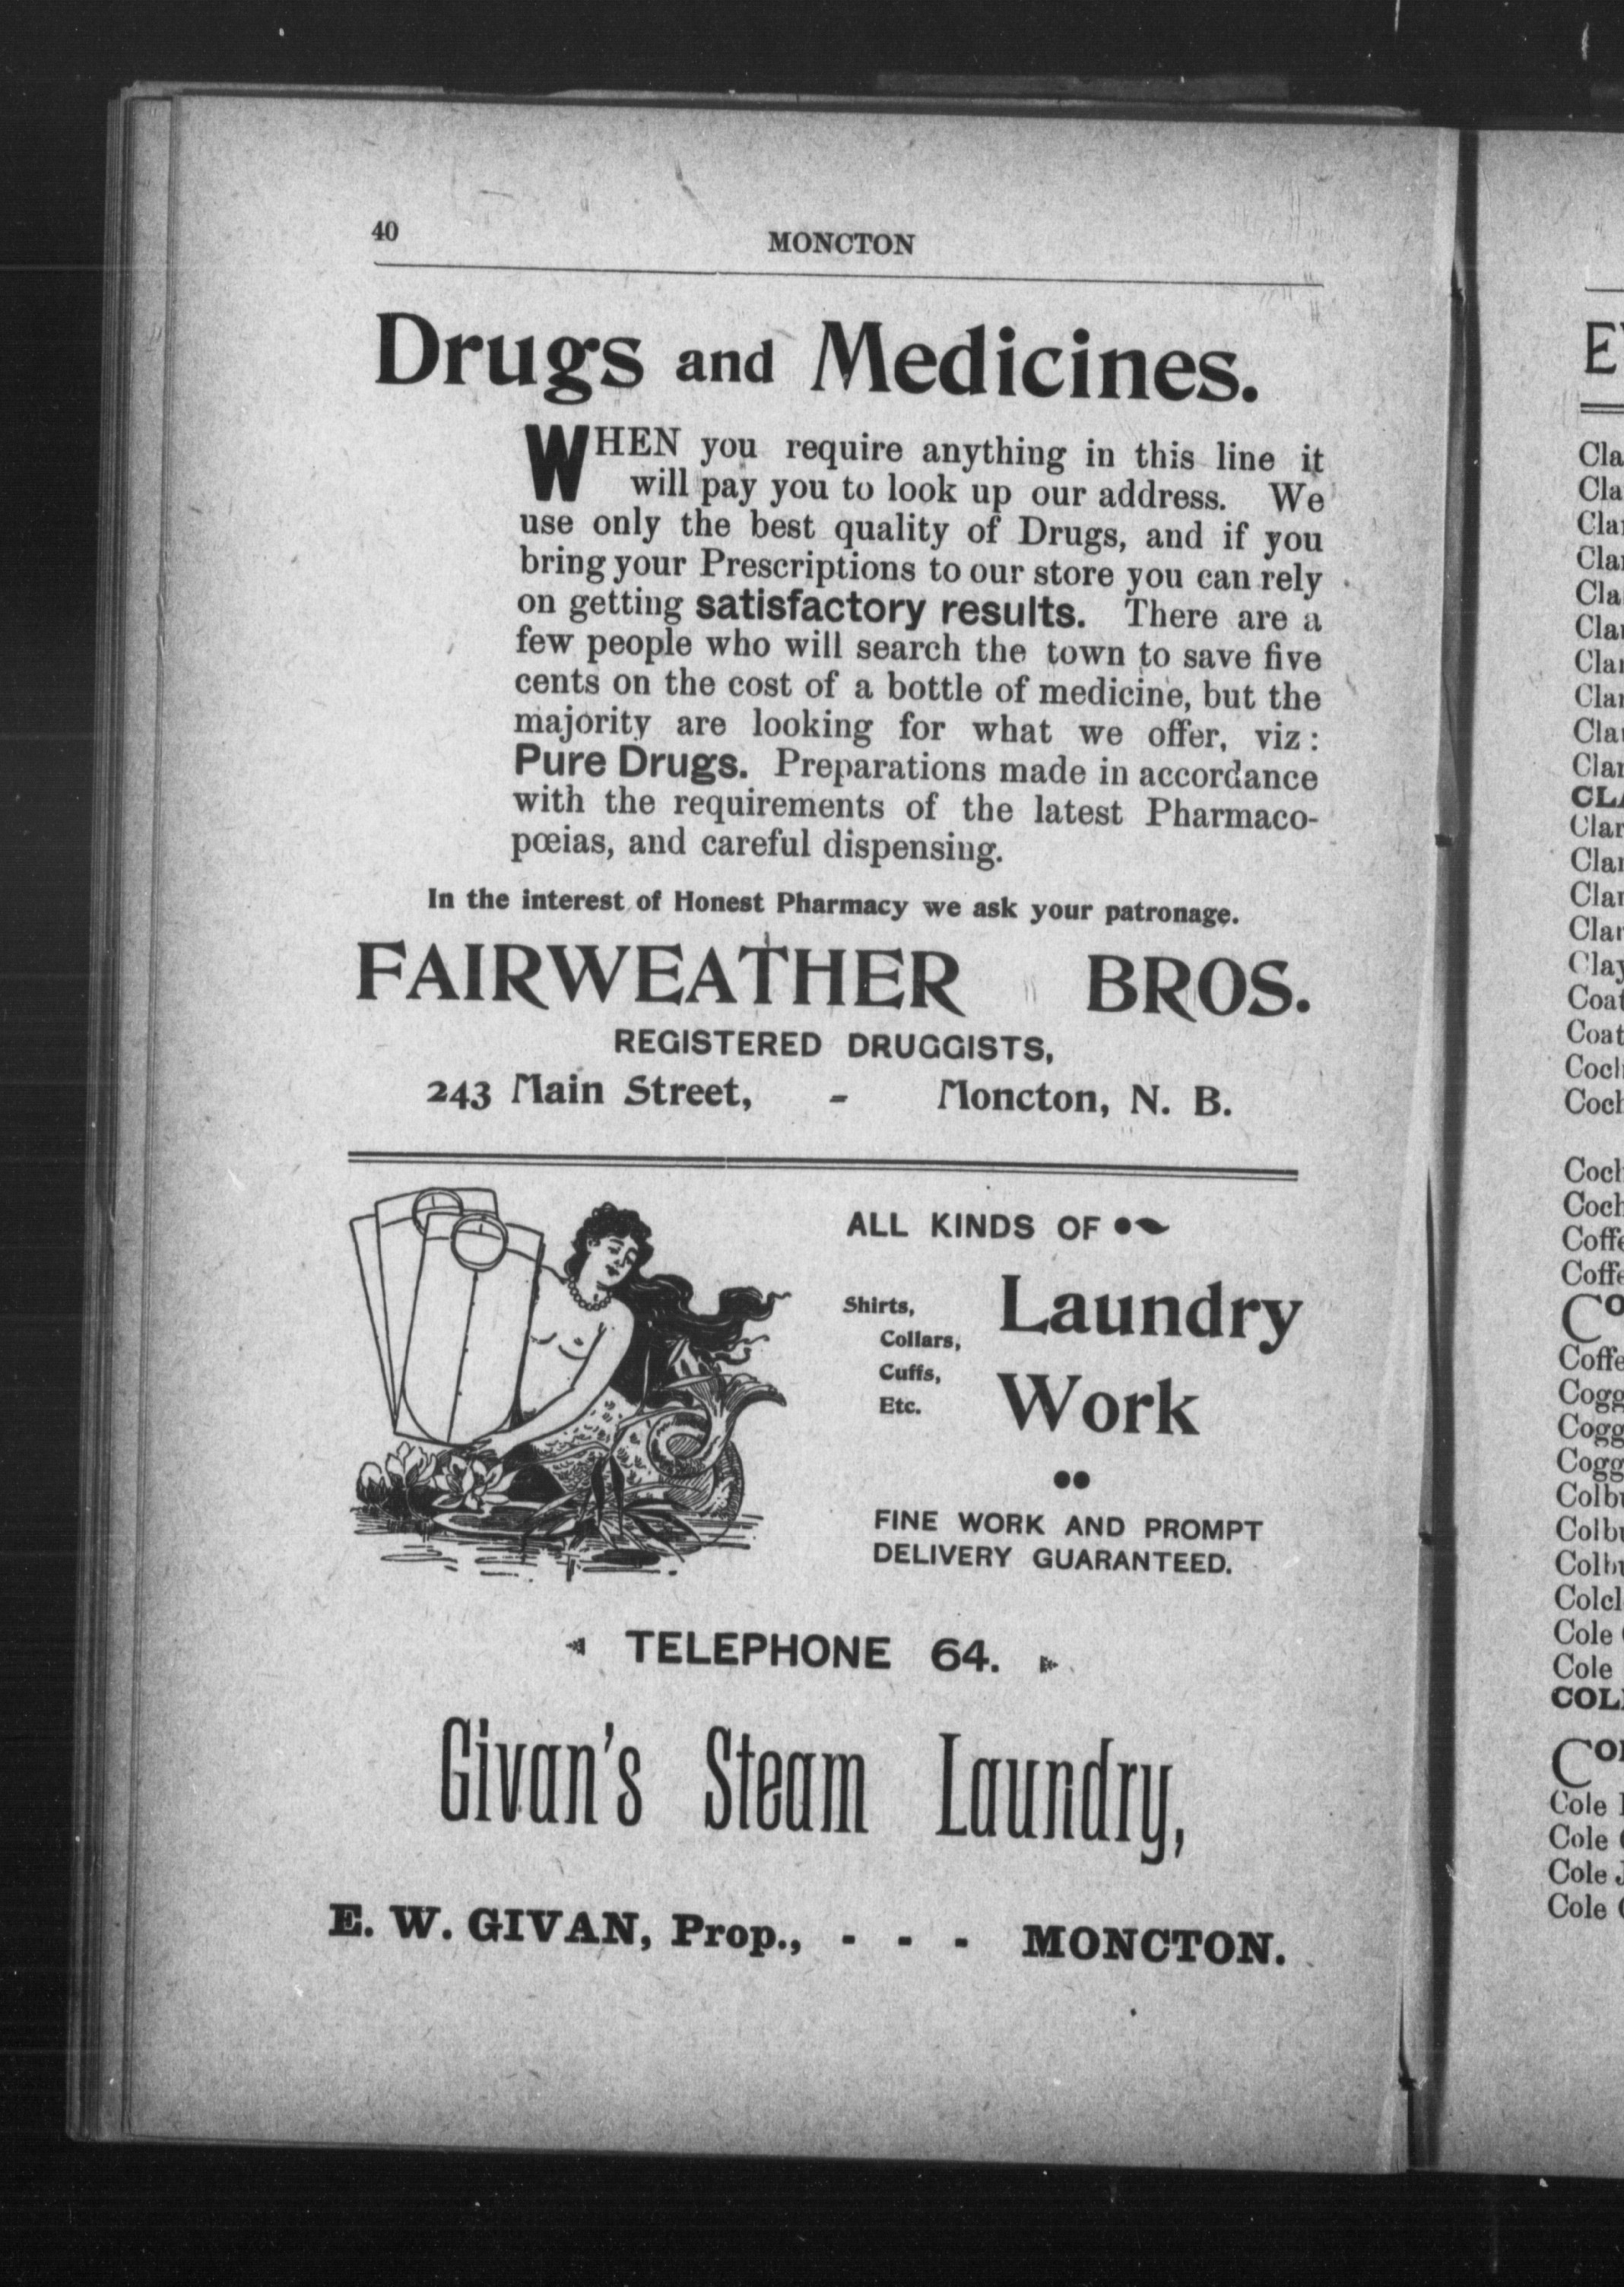 40
MONCTON
Drugs and Medicines.
WHEN you require anything in this line it
will pay you to look up our address. We
use only the best quality of Drugs, and if you
bring your Prescriptions to our store you can rely
on getting satisfactory results. There are a
few people who will search the town to save five
cents on the cost of a bottle of medicine, but the
majority are looking for what we offer, viz:
Pure Drugs. Preparations made in accordance
with the requirements of the latest Pharmaco-
pœias, and careful dispensing.
In the interest of Honest Pharmacy we ask your patronage.
FAIRWEATHER BROS.
REGISTERED DRUGGISTS,
243 Main Street, - Moncton, N. B.
ALL KINDS OF
Shirts,
Collars,
Cuffs,
Etc.
Laundry
Work
FINE WORK AND PROMPT
DELIVERY GUARANTEED.
TELEPHONE 64.
Givan's Steam Laundry,
E. W. GIVAN, Prop., - - - MONCTON.
Clay
Cole
Cole
Cole
Cole
Cole J
Cole